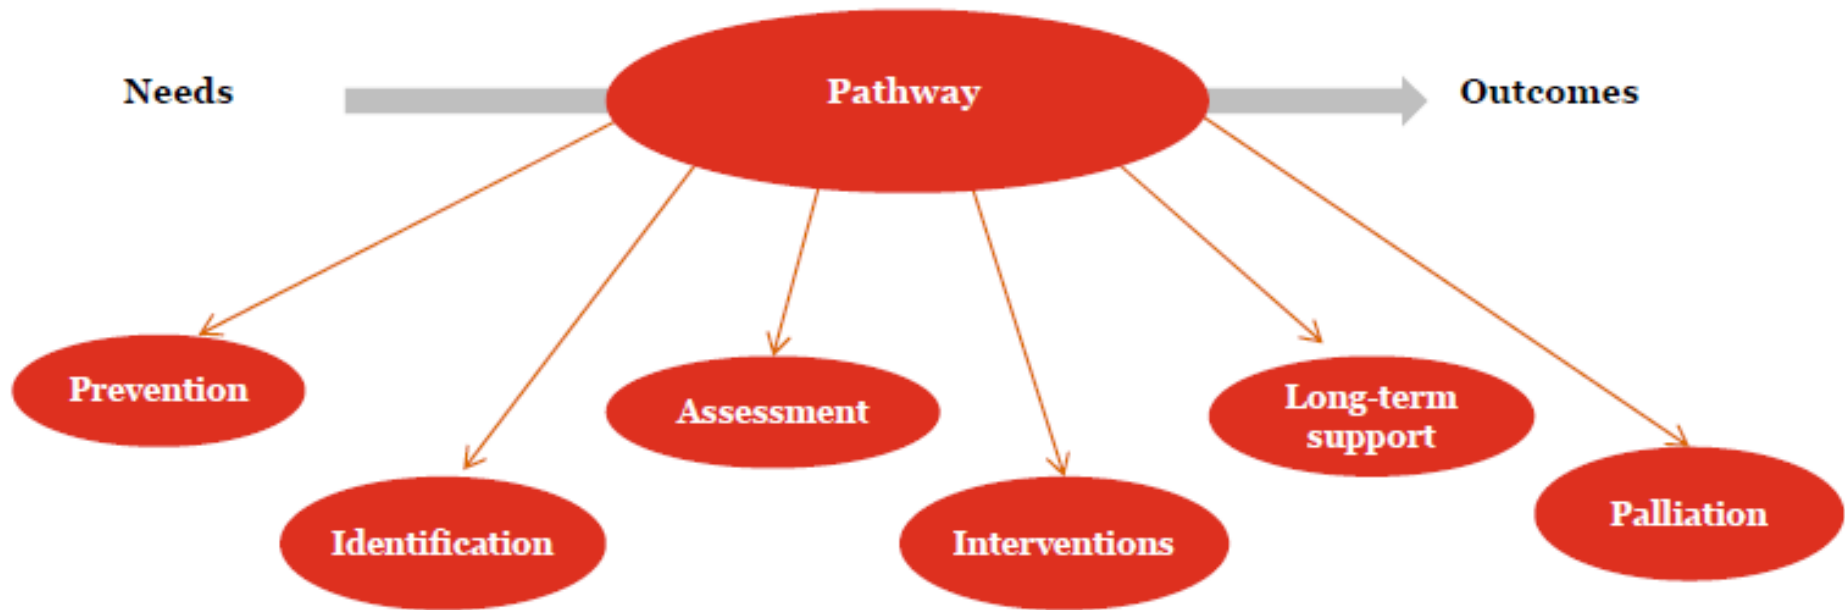 Needs
Pathway
Outcomes
Prevention
Identification
Assessment
Interventions
Long-term
support
Palliation